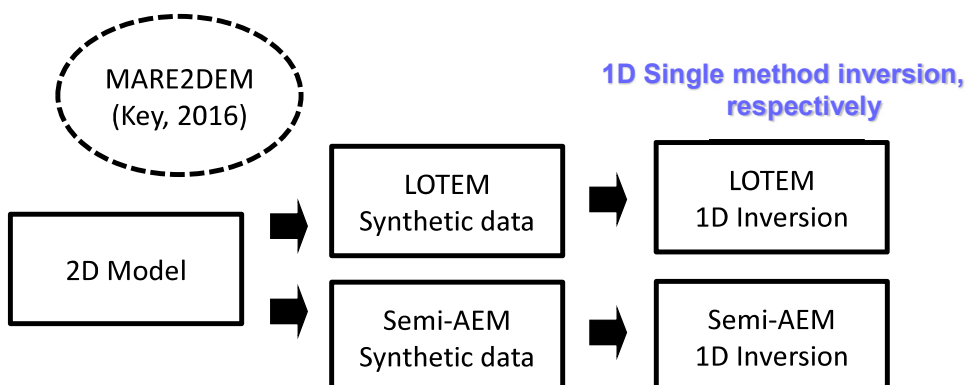 MARE2DEM
(Key, 2016)
1D Single method inversion,
respectively
LOTEM
Synthetic data
LOTEM
1D Inversion
2D Model
Semi-AEM
Synthetic data
Semi-AEM
1D Inversion